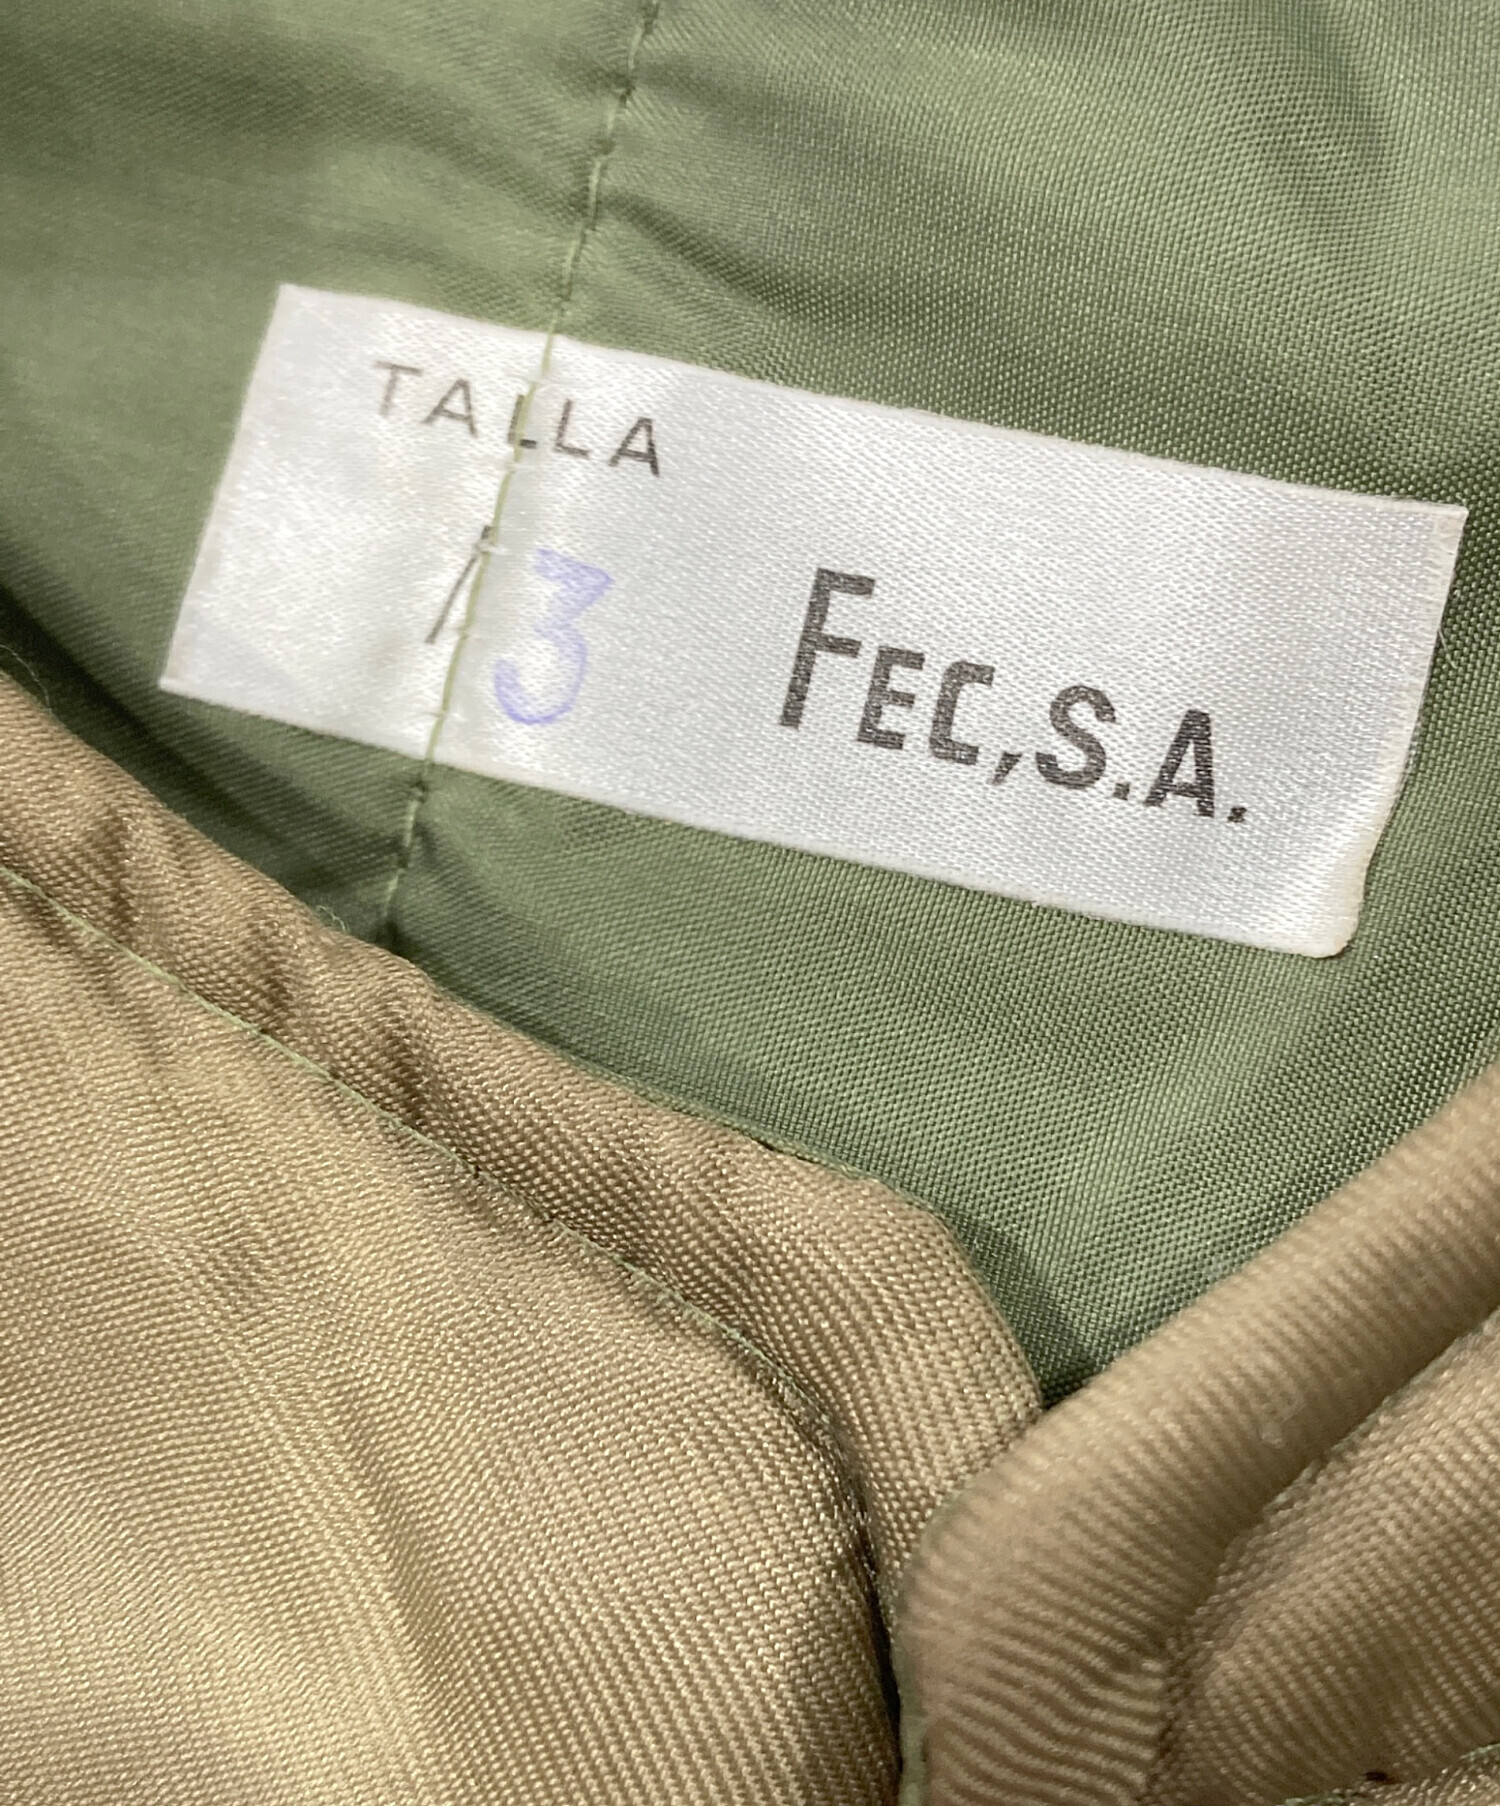 TALLA
/3
FEC, S.A.